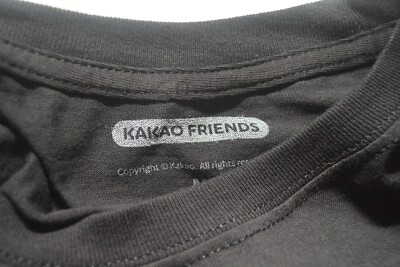 KAKAO FRIENDS
Copyright © Kakao. All rights